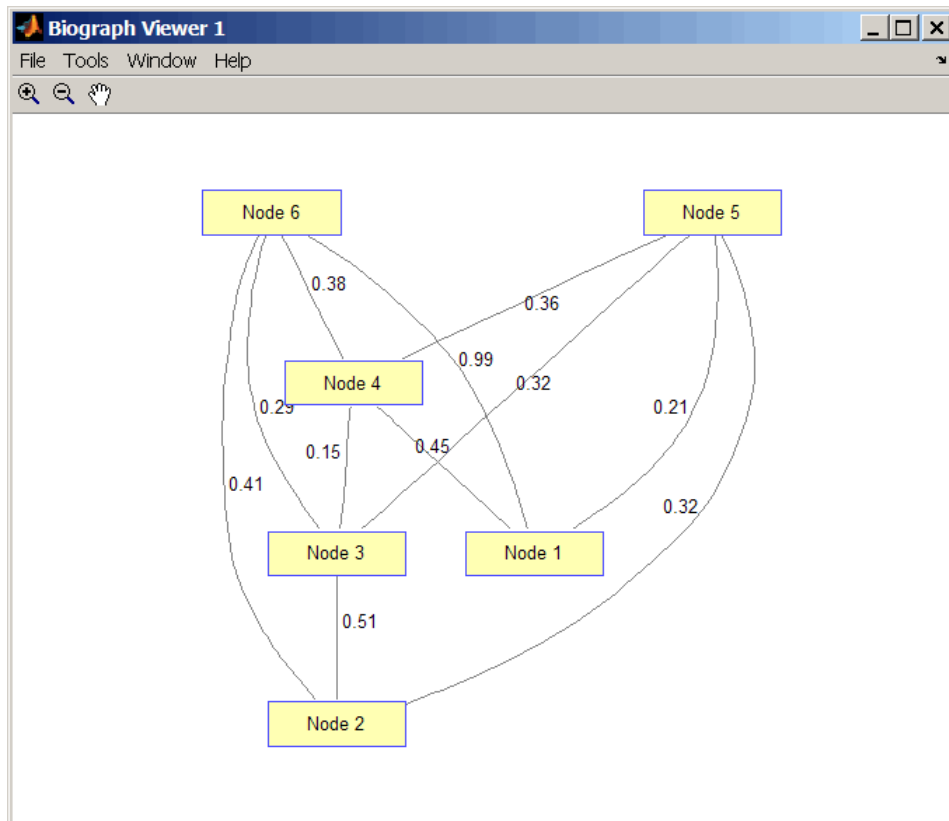 Biograph Viewer 1
File Tools Window Help
Node 6
Node 5
0.38
0.36
0.99
Node 4
0.32
0.29
0.21
0.15
0.45
0.41
0.32
Node 3
Node 1
0.51
Node 2